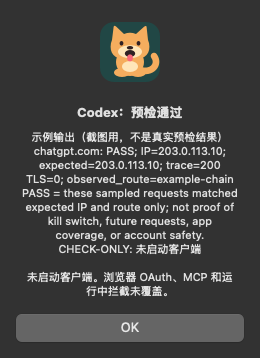 Codex：预检通过
示例输出（截图用，不是真实预检结果）
chatgpt.com: PASS; IP=203.0.113.10;
expected=203.0.113.10; trace=200
TLS=0; observed_route=example-chain
PASS = these sampled requests matched
expected IP and route only; not proof of
kill switch, future requests, app
coverage, or account safety.
CHECK-ONLY: 未启动客户端
未启动客户端。浏览器 OAuth、MCP 和运
行中拦截未覆盖。
OK